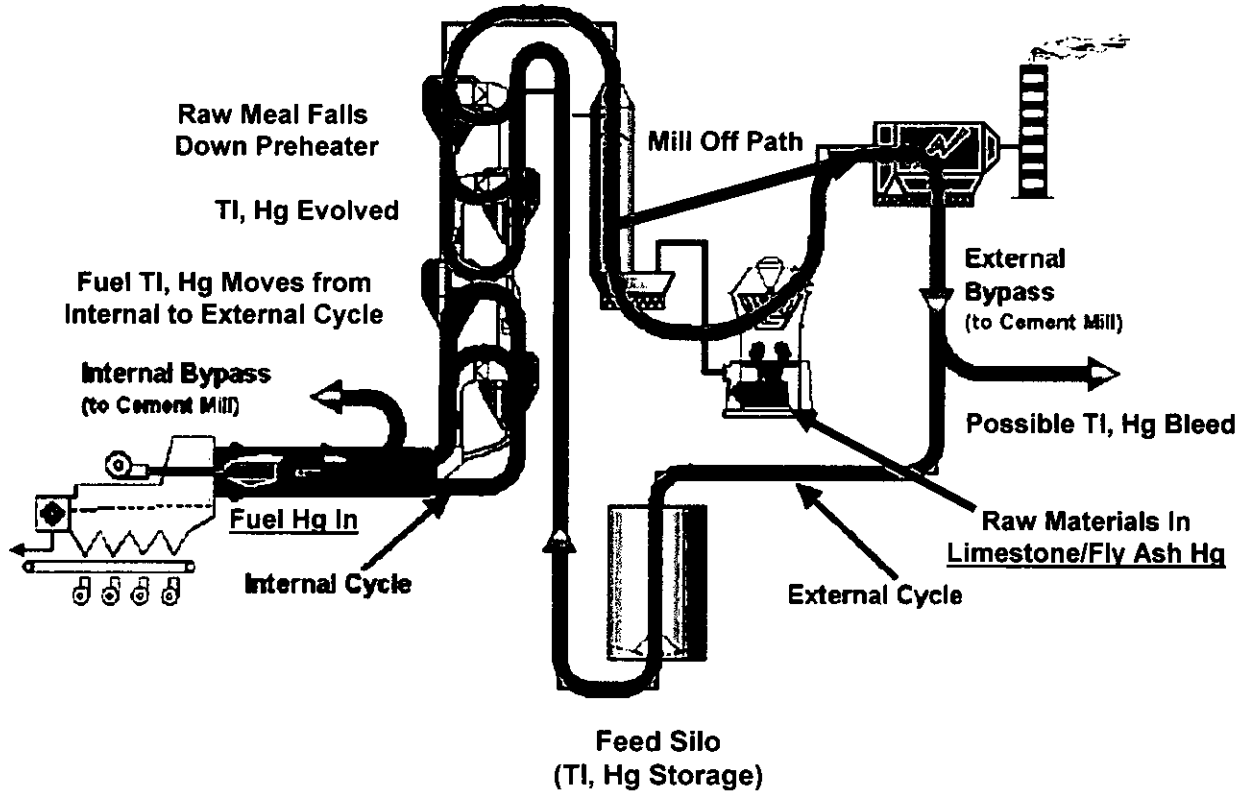 Raw Meal Falls
Down Preheater
Mill Off Path
Tl, Hg Evolved
Fuel Tl, Hg Moves from
Internal to External Cycle
External
Bypass
(to Cement Mill)
Internal Bypass
(to Cement Mill)
Possible Tl, Hg Bleed
Fuel Hg In
Raw Materials In
Limestone/Fly Ash Hg
Internal Cycle
External Cycle
Feed Silo
(Tl, Hg Storage)